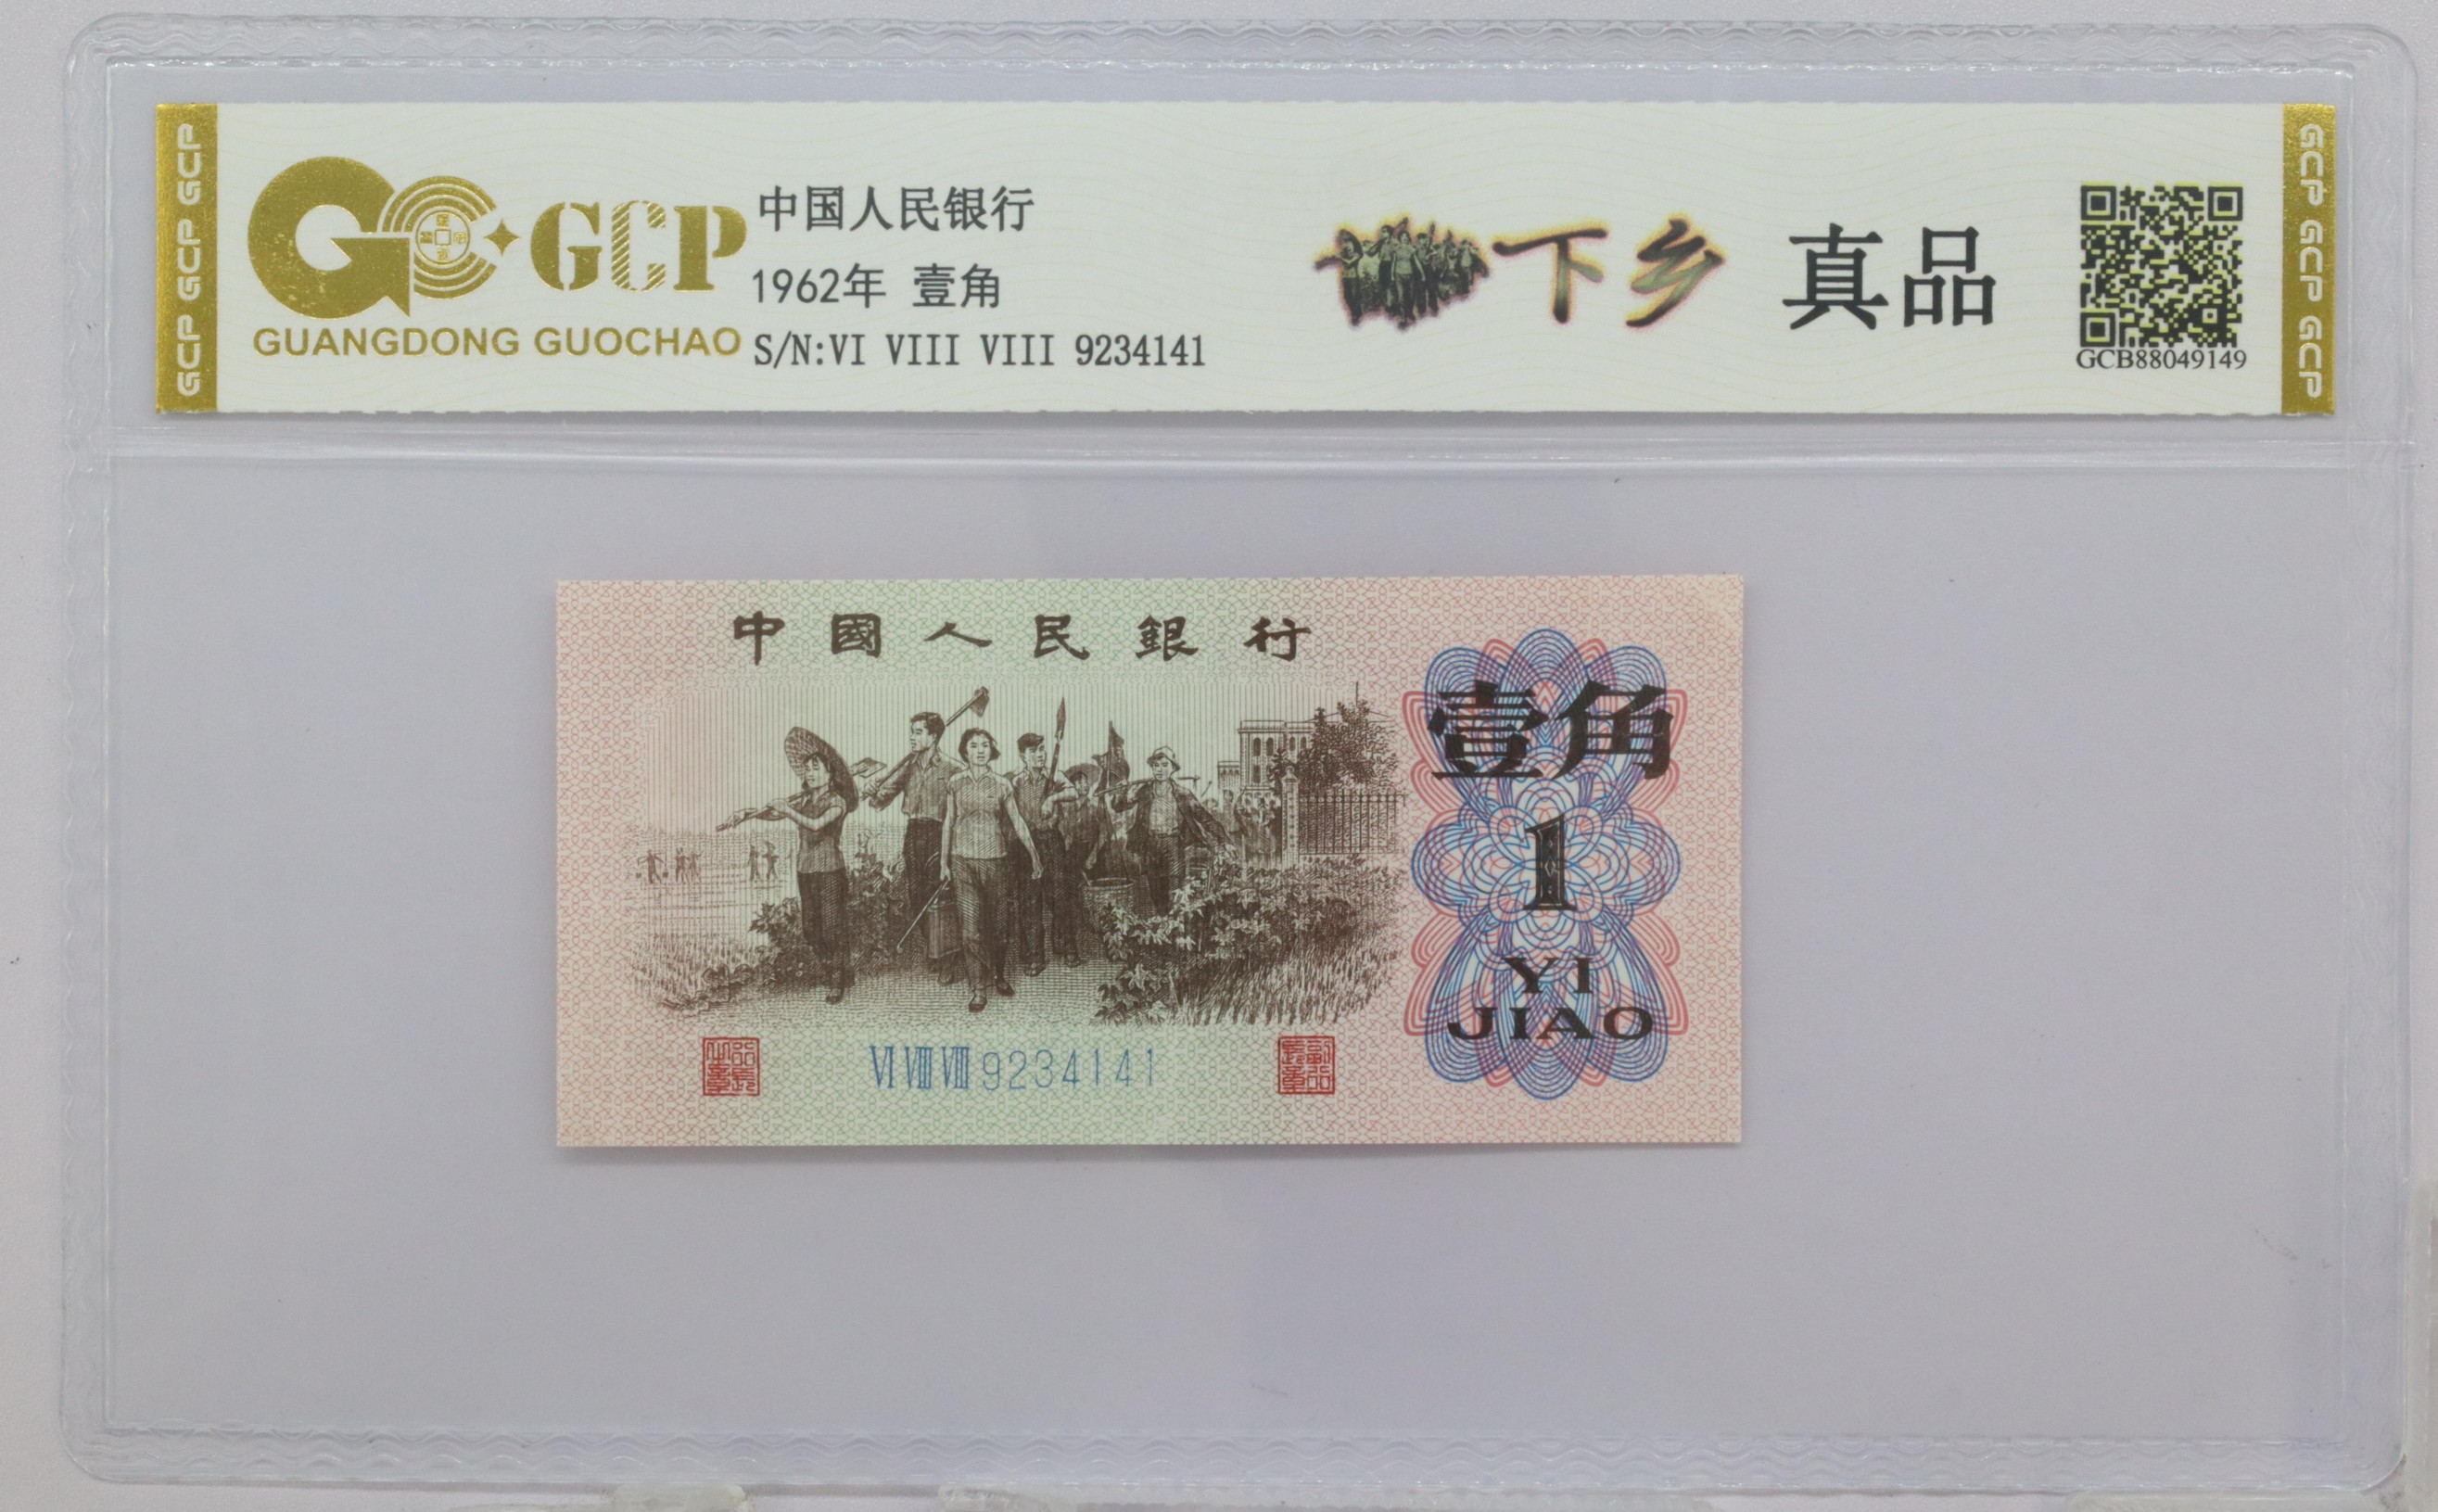 GCP GCP GCP
GCP
GUANGDONG GUOCHAO
中国人民银行
1962年 壹角
S/N:VI VIII VIII 9234141
下乡 真品
GCB88049149
GCP GCP GCP
中國人民銀行
壹角
1
YI
JIAO
VI VIII VIII 9234141